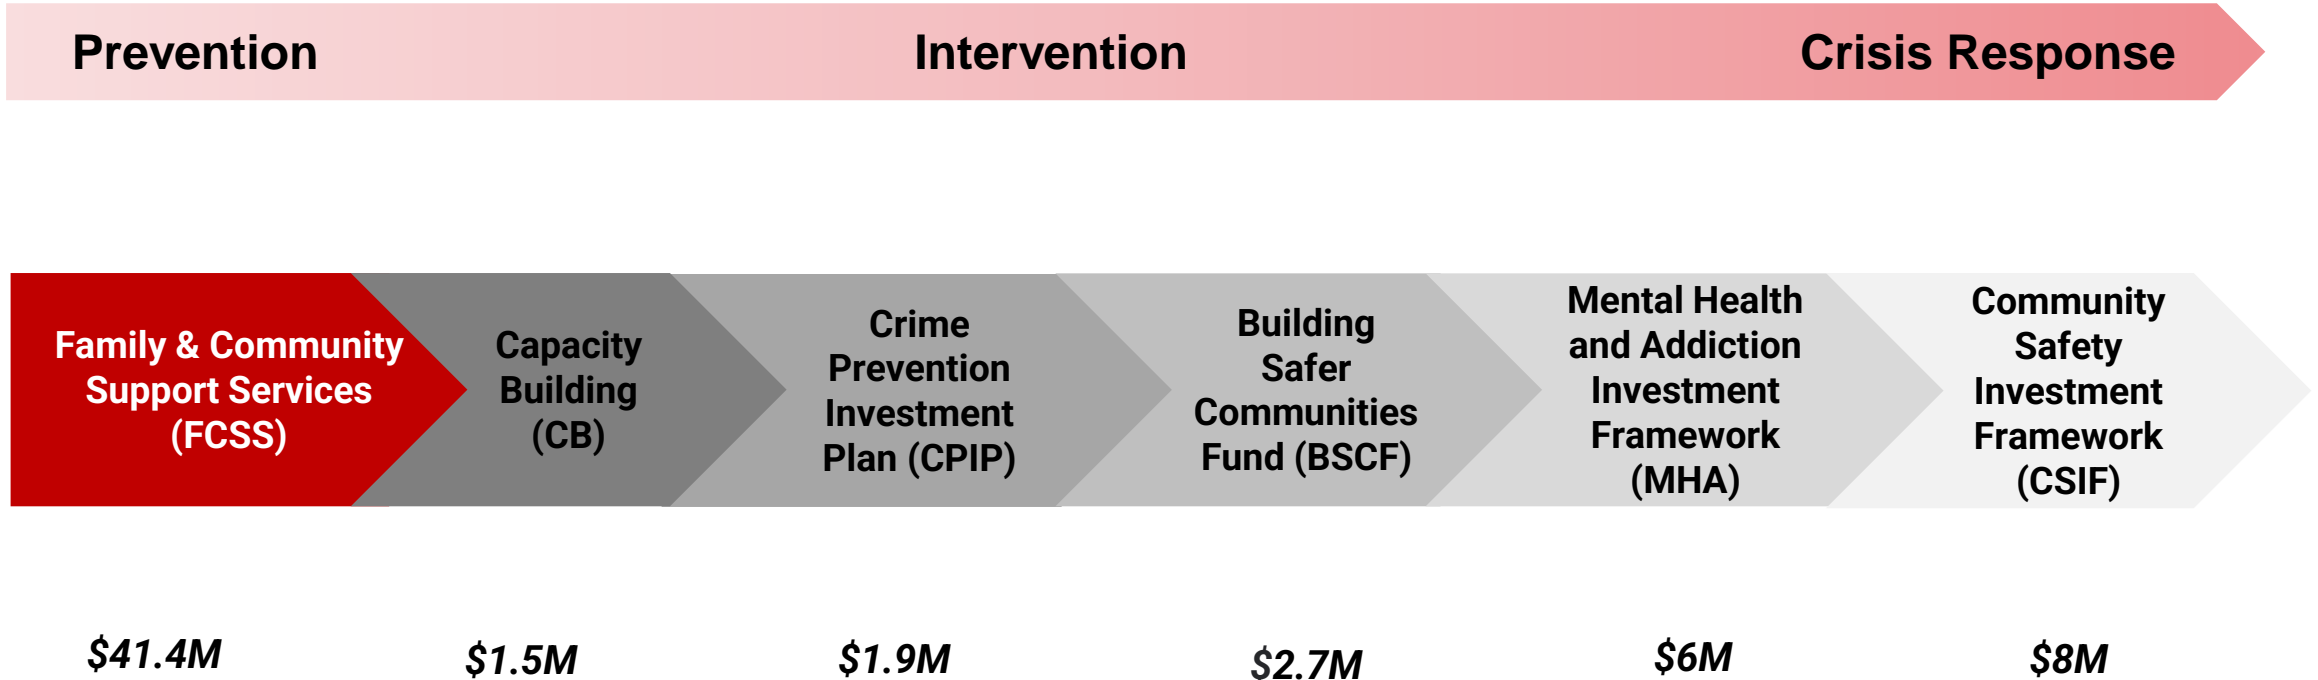 Prevention
Intervention
Crisis Response
Family & Community
Support Services
(FCSS)
Capacity
Building
(CB)
Crime
Prevention
Investment
Plan (CPIP)
Building
Safer
Communities
Fund (BSCF)
Mental Health
and Addiction
Investment
Framework
(MHA)
Community
Safety
Investment
Framework
(CSIF)
$41.4M
$1.5M
$1.9M
$2.7M
$6M
$8M